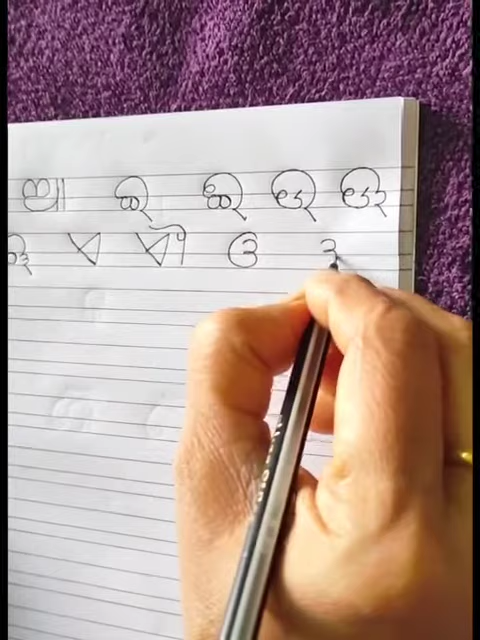 ଆ ଇ ଈ ଉ ଊ
ଏ ଐ ଓ